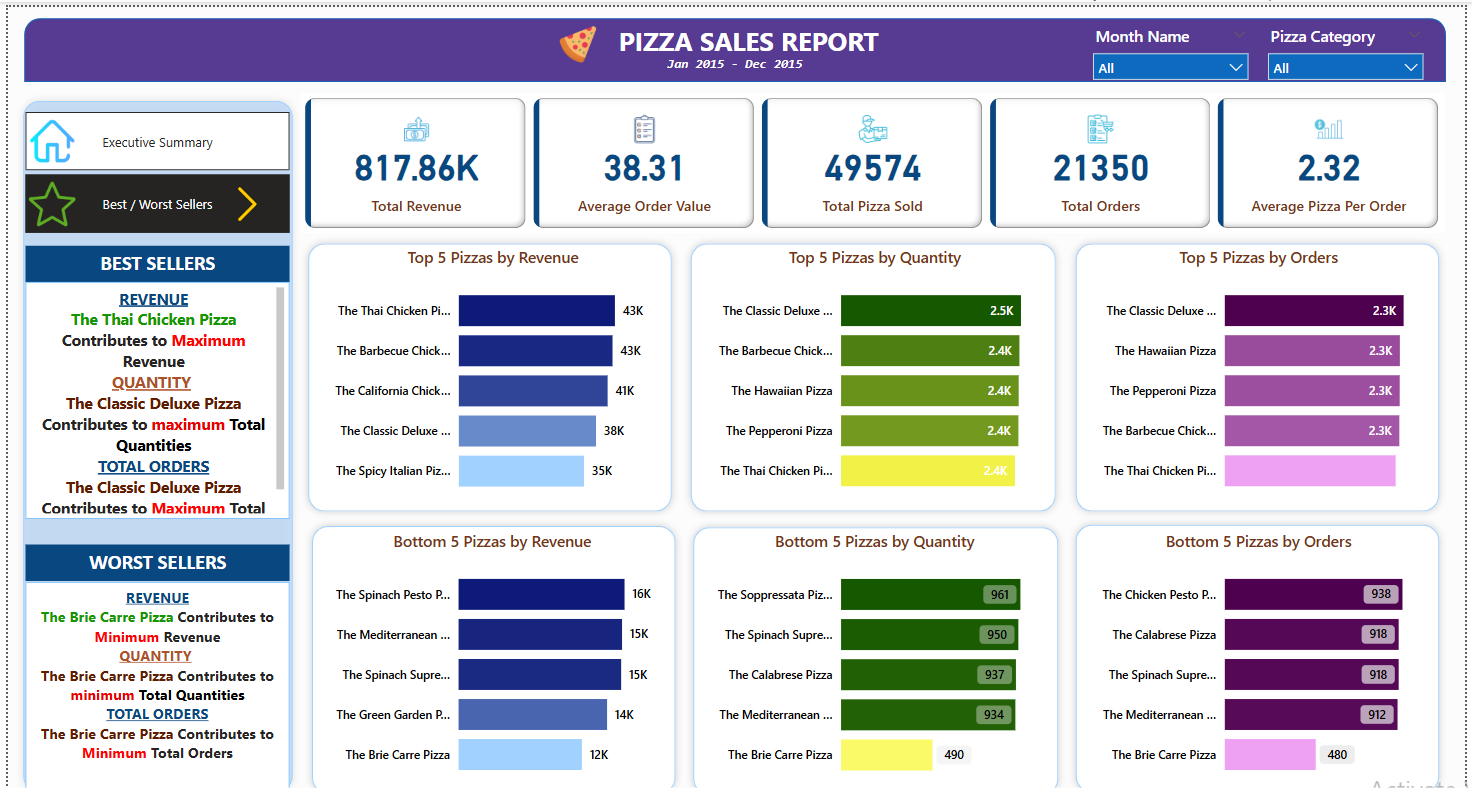 PIZZA SALES REPORT
Jan 2015 - Dec 2015
Month Name
All
Pizza Category
All
Executive Summary
Best / Worst Sellers
817.86K
Total Revenue
38.31
Average Order Value
49574
Total Pizza Sold
21350
Total Orders
2.32
Average Pizza Per Order
BEST SELLERS
REVENUE
The Thai Chicken Pizza
Contributes to Maximum
Revenue
QUANTITY
The Classic Deluxe Pizza
Contributes to maximum Total
Quantities
TOTAL ORDERS
The Classic Deluxe Pizza
Contributes to Maximum Total
WORST SELLERS
REVENUE
The Brie Carre Pizza Contributes to
Minimum Revenue
QUANTITY
The Brie Carre Pizza Contributes to
minimum Total Quantities
TOTAL ORDERS
The Brie Carre Pizza Contributes to
Minimum Total Orders
Top 5 Pizzas by Revenue
The Thai Chicken Pi... 43K
The Barbecue Chick... 43K
The California Chick... 41K
The Classic Deluxe ... 38K
The Spicy Italian Piz... 35K
Top 5 Pizzas by Quantity
The Classic Deluxe ... 2.5K
The Barbecue Chick... 2.4K
The Hawaiian Pizza 2.4K
The Pepperoni Pizza 2.4K
The Thai Chicken Pi... 2.4K
Top 5 Pizzas by Orders
The Classic Deluxe ... 2.3K
The Hawaiian Pizza 2.3K
The Pepperoni Pizza 2.3K
The Barbecue Chick... 2.3K
The Thai Chicken Pi...
Bottom 5 Pizzas by Revenue
The Spinach Pesto P... 16K
The Mediterranean ... 15K
The Spinach Supre... 15K
The Green Garden P... 14K
The Brie Carre Pizza 12K
Bottom 5 Pizzas by Quantity
The Soppressata Piz... 961
The Spinach Supre... 950
The Calabrese Pizza 937
The Mediterranean ... 934
The Brie Carre Pizza 490
Bottom 5 Pizzas by Orders
The Chicken Pesto P... 938
The Calabrese Pizza 918
The Spinach Supre... 918
The Mediterranean ... 912
The Brie Carre Pizza 480